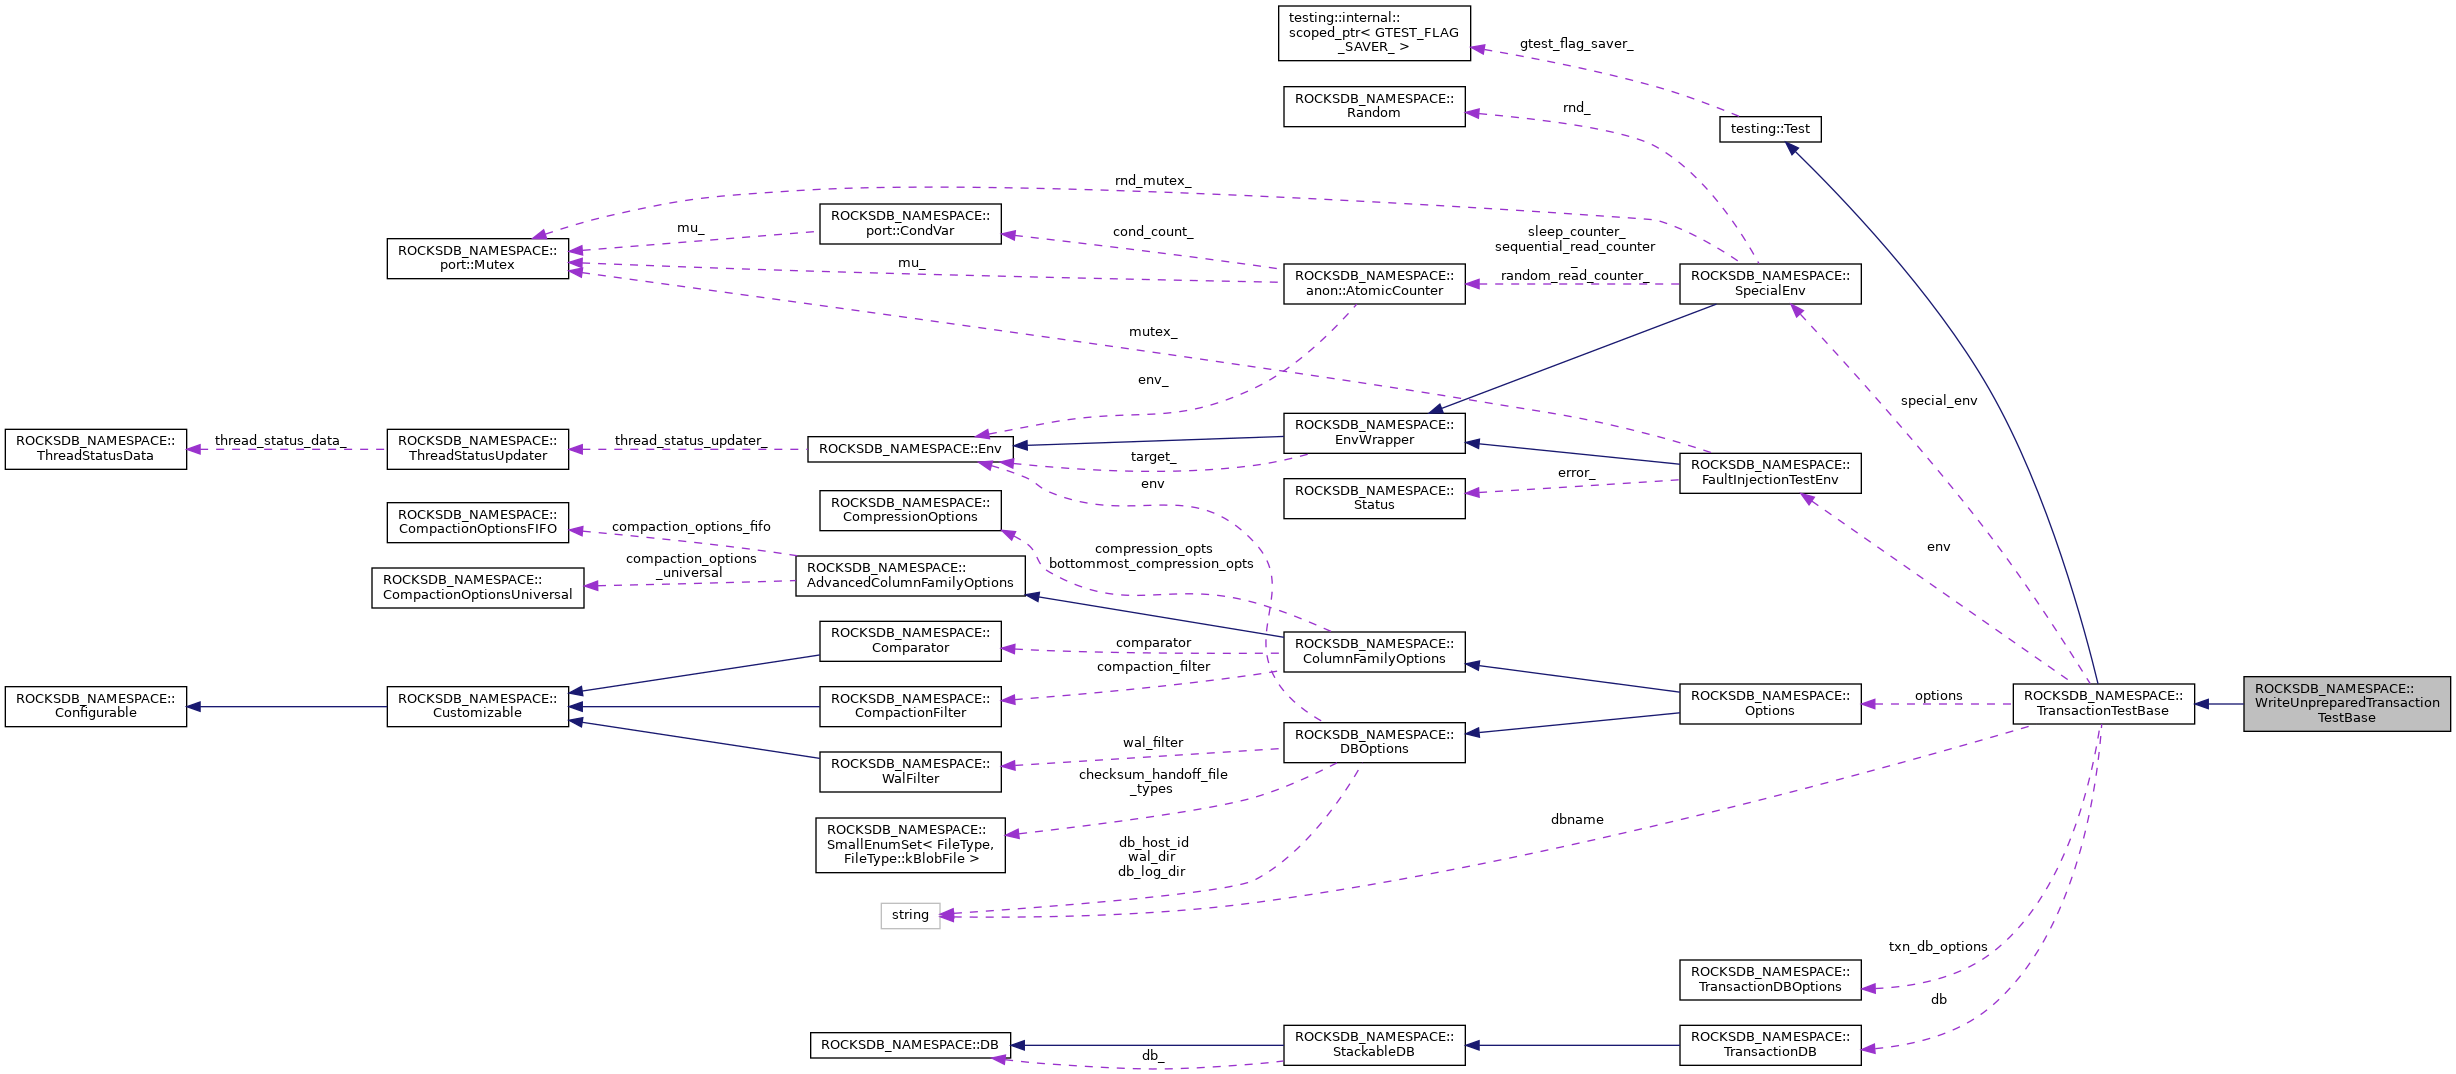 testing::internal::
scoped_ptr< GTEST_FLAG
_SAVER_ >
gtest_flag_saver_
ROCKSDB_NAMESPACE::
Random
rnd_
testing::Test
rnd_mutex_
ROCKSDB_NAMESPACE::
port::CondVar
mu_
cond_count_
sleep_counter_
sequential_read_counter
_
random_read_counter_
ROCKSDB_NAMESPACE::
port::Mutex
mu_
ROCKSDB_NAMESPACE::
anon::AtomicCounter
ROCKSDB_NAMESPACE::
SpecialEnv
mutex_
env_
special_env
ROCKSDB_NAMESPACE::
ThreadStatusData
thread_status_data_
ROCKSDB_NAMESPACE::
ThreadStatusUpdater
thread_status_updater_
ROCKSDB_NAMESPACE::Env
ROCKSDB_NAMESPACE::
EnvWrapper
target_
env
error_
ROCKSDB_NAMESPACE::
FaultInjectionTestEnv
ROCKSDB_NAMESPACE::
Status
ROCKSDB_NAMESPACE::
CompressionOptions
ROCKSDB_NAMESPACE::
CompactionOptionsFIFO
compaction_options_fifo
env
compression_opts
bottommost_compression_opts
compaction_options
_universal
ROCKSDB_NAMESPACE::
AdvancedColumnFamilyOptions
ROCKSDB_NAMESPACE::
CompactionOptionsUniversal
ROCKSDB_NAMESPACE::
Comparator
comparator
ROCKSDB_NAMESPACE::
ColumnFamilyOptions
compaction_filter
ROCKSDB_NAMESPACE::
Configurable
ROCKSDB_NAMESPACE::
Customizable
ROCKSDB_NAMESPACE::
CompactionFilter
ROCKSDB_NAMESPACE::
Options
options
ROCKSDB_NAMESPACE::
TransactionTestBase
ROCKSDB_NAMESPACE::
WriteUnpreparedTransaction
TestBase
wal_filter
ROCKSDB_NAMESPACE::
DBOptions
ROCKSDB_NAMESPACE::
WalFilter
checksum_handoff_file
_types
ROCKSDB_NAMESPACE::
SmallEnumSet< FileType,
FileType::kBlobFile >
dbname
db_host_id
wal_dir
db_log_dir
string
txn_db_options
ROCKSDB_NAMESPACE::
TransactionDBOptions
db
ROCKSDB_NAMESPACE::DB
db_
ROCKSDB_NAMESPACE::
StackableDB
ROCKSDB_NAMESPACE::
TransactionDB